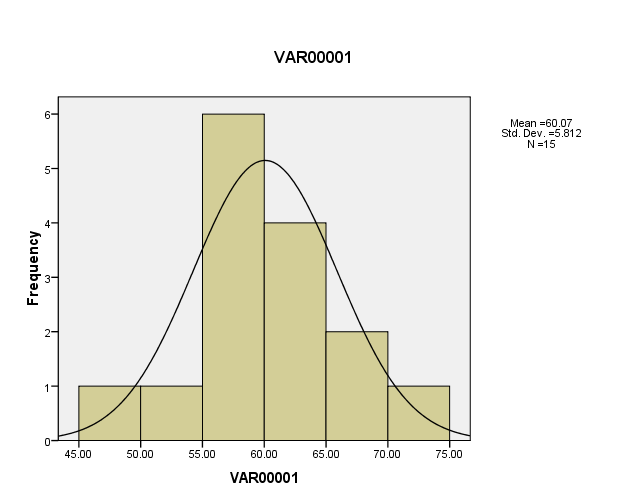 VAR00001
Mean =60.07
Std. Dev. =5.812
N =15
Frequency
6
5
4
3
2
1
0
45.00 50.00 55.00 60.00 65.00 70.00 75.00
VAR00001